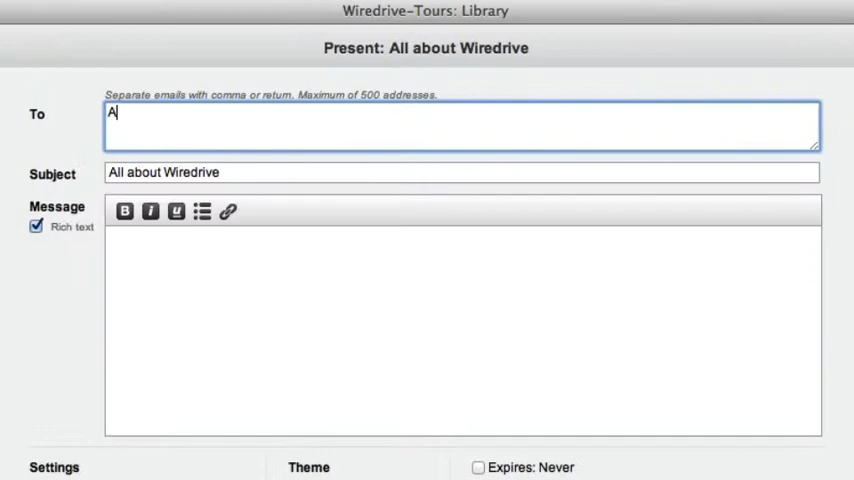 Wiredrive-Tours: Library
Present: All about Wiredrive
Separate emails with comma or return. Maximum of 500 addresses.
To
A
Subject
All about Wiredrive
Message
B i u
Rich text
Settings
Theme
Expires: Never